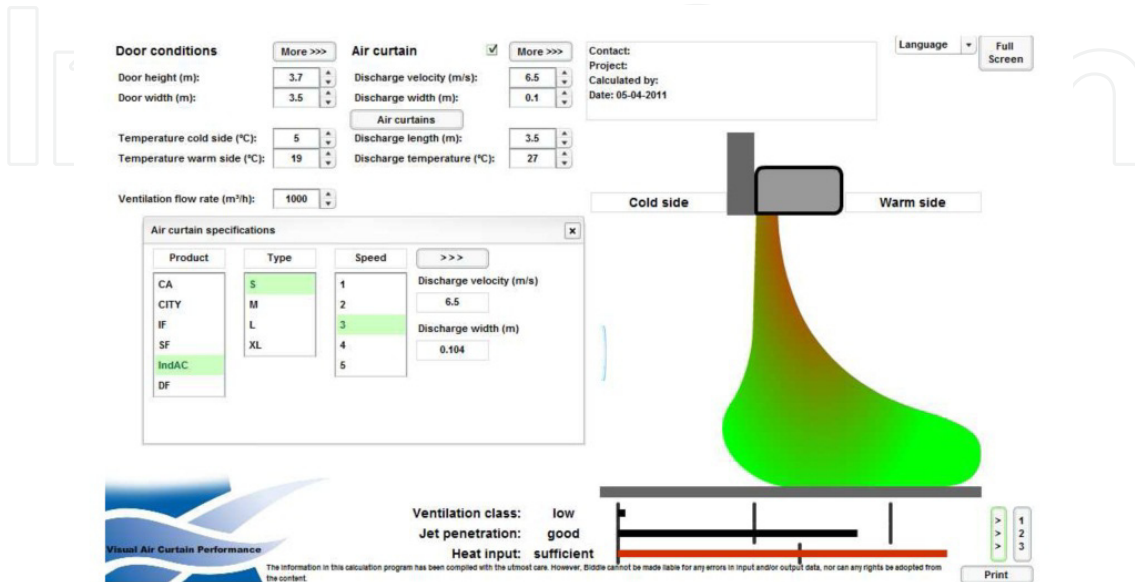 Door conditions
More >>>
Air curtain
More >>>
Door height (m):
3.7
Discharge velocity (m/s):
6.5
Door width (m):
3.5
Discharge width (m):
0.1
Air curtains
Temperature cold side (°C):
5
Discharge length (m):
3.5
Temperature warm side (°C):
19
Discharge temperature (°C):
27
Ventilation flow rate (m³/h):
1000
Contact:
Project:
Calculated by:
Date: 05-04-2011
Language
Full
Screen
Cold side
Warm side
Air curtain specifications
x
Product
Type
Speed
>>>
CA
CITY
IF
SF
IndAC
DF
S
M
L
XL
1
2
3
4
5
Discharge velocity (m/s)
6.5
Discharge width (m)
0.104
Visual Air Curtain Performance
Ventilation class: low
Jet penetration: good
Heat input: sufficient
> 1
> 2
> 3
The information in this calculation program has been compiled with the utmost care. However, Biddle cannot be made liable for any errors in input and/or output data, nor can any rights be adopted from
the content.
Print